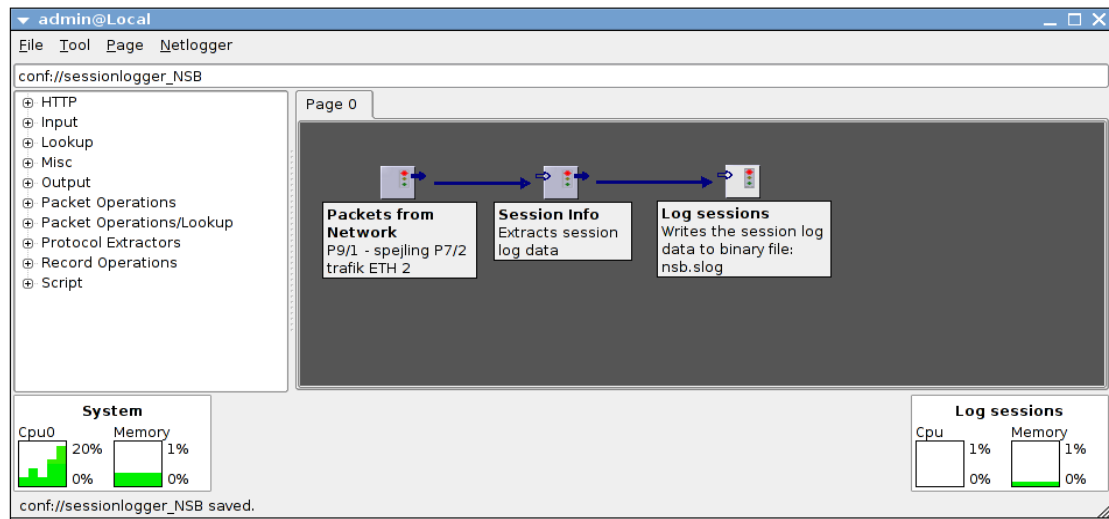 admin@Local
File Tool Page Netlogger
conf://sessionlogger_NSB
HTTP
Input
Lookup
Misc
Output
Packet Operations
Packet Operations/Lookup
Protocol Extractors
Record Operations
Script
Page 0
Packets from
Network
P9/1 - spejling P7/2
trafik ETH 2
Session Info
Extracts session
log data
Log sessions
Writes the session log
data to binary file:
nsb.slog
System
Cpu0 Memory
20% 1%
0% 0%
Log sessions
Cpu Memory
1% 1%
0% 0%
conf://sessionlogger_NSB saved.